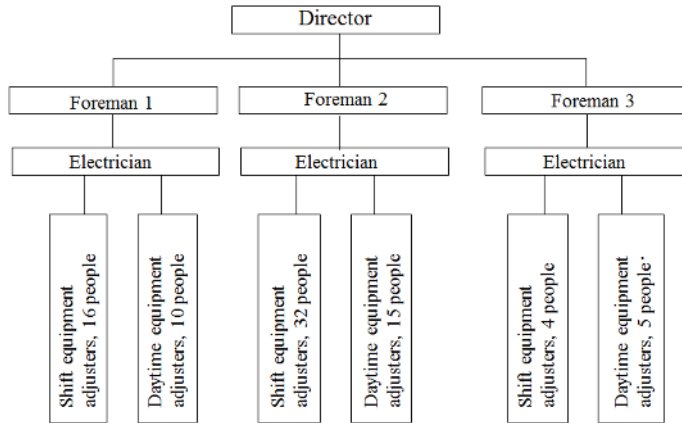 Director
Foreman 1
Foreman 2
Foreman 3
Electrician
Electrician
Electrician
Shift equipment
adjusters, 16 people
Daytime equipment
adjusters, 10 people
Shift equipment
adjusters, 32 people
Daytime equipment
adjusters, 15 people
Shift equipment
adjusters, 4 people
Daytime equipment
adjusters, 5 people·